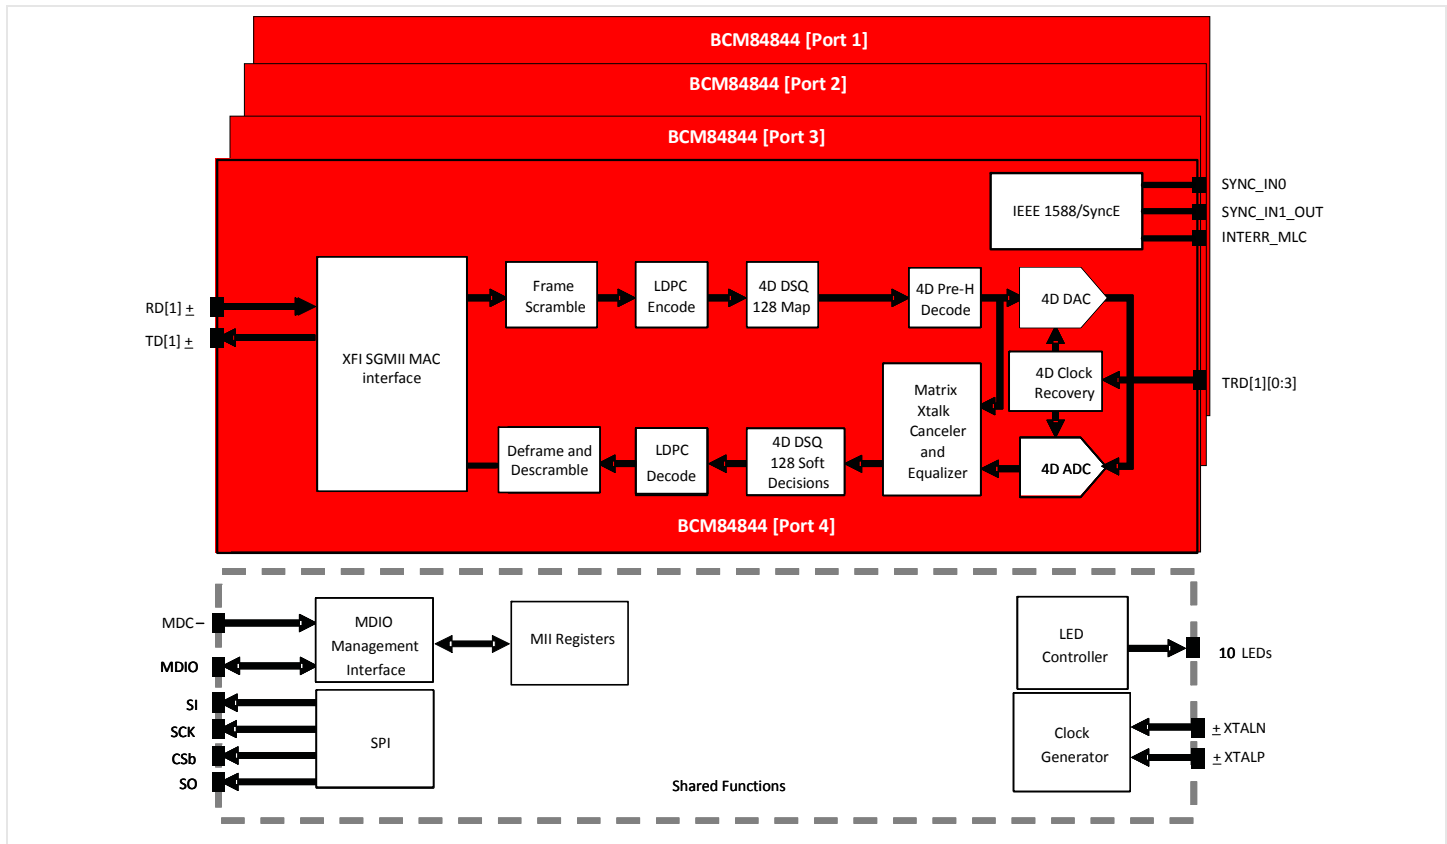 BCM84844 [Port 1]
BCM84844 [Port 2]
BCM84844 [Port 3]
IEEE 1588/SyncE
SYNC_IN0
SYNC_IN1_OUT
INTERR_MLC
RD[1] ±
TD[1] ±
XFI SGMII MAC
interface
Frame
Scramble
LDPC
Encode
4D DSQ
128 Map
4D Pre-H
Decode
4D DAC
4D Clock
Recovery
TRD[1][0:3]
Matrix
Xtalk
Canceler
and
Equalizer
Deframe and
Descramble
LDPC
Decode
4D DSQ
128 Soft
Decisions
4D ADC
BCM84844 [Port 4]
MDC –
MDIO
SI
SCK
CSb
SO
MDIO
Management
Interface
MII Registers
SPI
LED
Controller
10 LEDs
Clock
Generator
± XTALN
± XTALP
Shared Functions